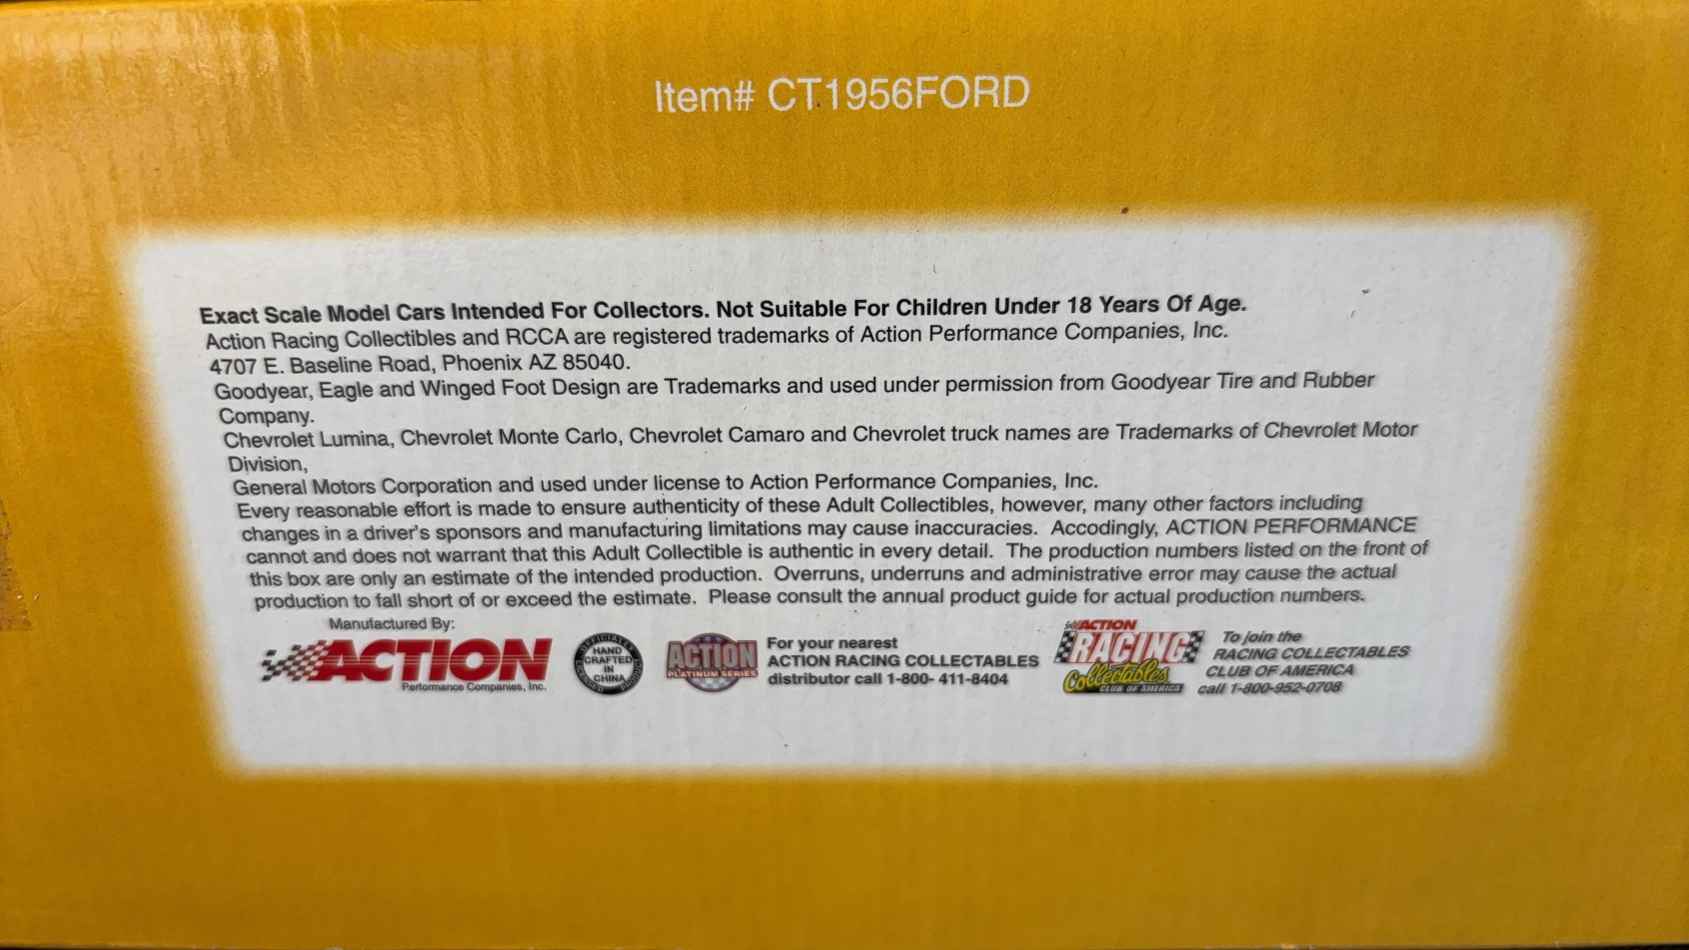 Item# CT1956FORD
Exact Scale Model Cars Intended For Collectors. Not Suitable For Children Under 18 Years Of Age.
Action Racing Collectibles and RCCA are registered trademarks of Action Performance Companies, Inc.
4707 E. Baseline Road, Phoenix AZ 85040.
Goodyear, Eagle and Winged Foot Design are Trademarks and used under permission from Goodyear Tire and Rubber
Company.
Chevrolet Lumina, Chevrolet Monte Carlo, Chevrolet Camaro and Chevrolet truck names are Trademarks of Chevrolet Motor
Division,
General Motors Corporation and used under license to Action Performance Companies, Inc.
Every reasonable effort is made to ensure authenticity of these Adult Collectibles, however, many other factors including
changes in a driver's sponsors and manufacturing limitations may cause inaccuracies. Accodingly, ACTION PERFORMANCE
cannot and does not warrant that this Adult Collectible is authentic in every detail. The production numbers listed on the front of
this box are only an estimate of the intended production. Overruns, underruns and administrative error may cause the actual
production to fall short of or exceed the estimate. Please consult the annual product guide for actual production numbers.
Manufactured By:
ACTION
Performance Companies, Inc.
OFFICIALLY
HAND
CRAFTED
IN
CHINA
ACTION
PLATINUM SERIES
For your nearest
ACTION RACING COLLECTABLES
distributor call 1-800- 411-8404
ACTION
RACING
Collectables
CLUB OF AMERICA
To join the
RACING COLLECTABLES
CLUB OF AMERICA
call 1-800-952-0708